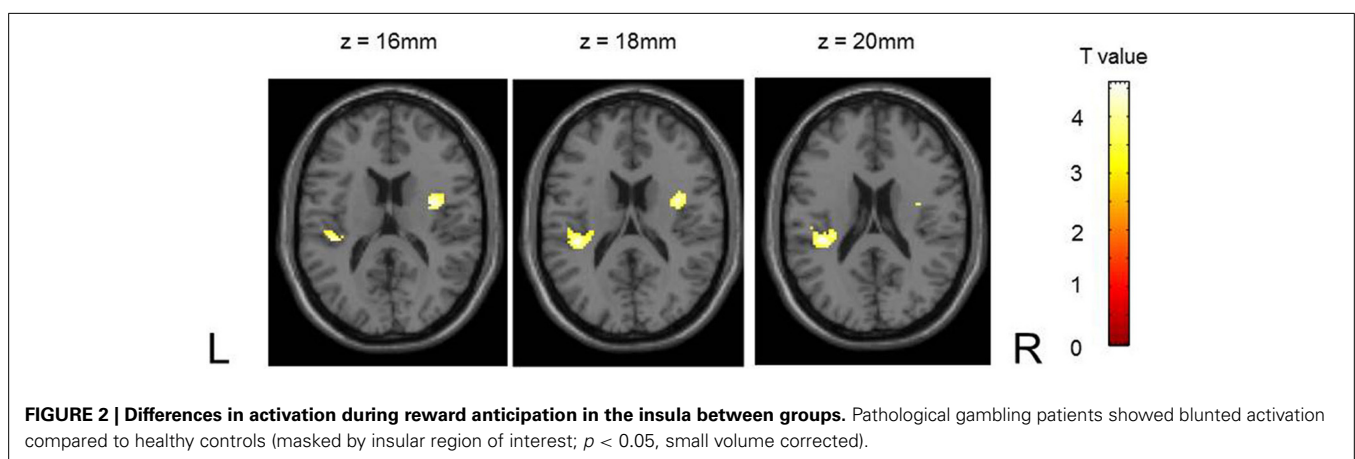 z = 16mm
z = 18mm
z = 20mm
T value
4
3
2
1
0
L
R
FIGURE 2 | Differences in activation during reward anticipation in the insula between groups. Pathological gambling patients showed blunted activation
compared to healthy controls (masked by insular region of interest; p < 0.05, small volume corrected).